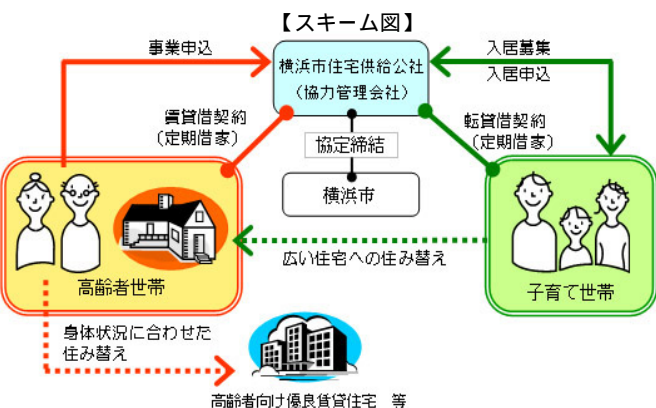 【スキーム図】
事業申込
横浜市住宅供給公社
（協力管理会社）
入居募集
入居申込
賃貸借契約
(定期借家)
転貸借契約
(定期借家)
協定締結
横浜市
広い住宅への住み替え
高齢者世帯
子育て世帯
身体状況に合わせた
住み替え
高齢者向け優良賃貸住宅　等